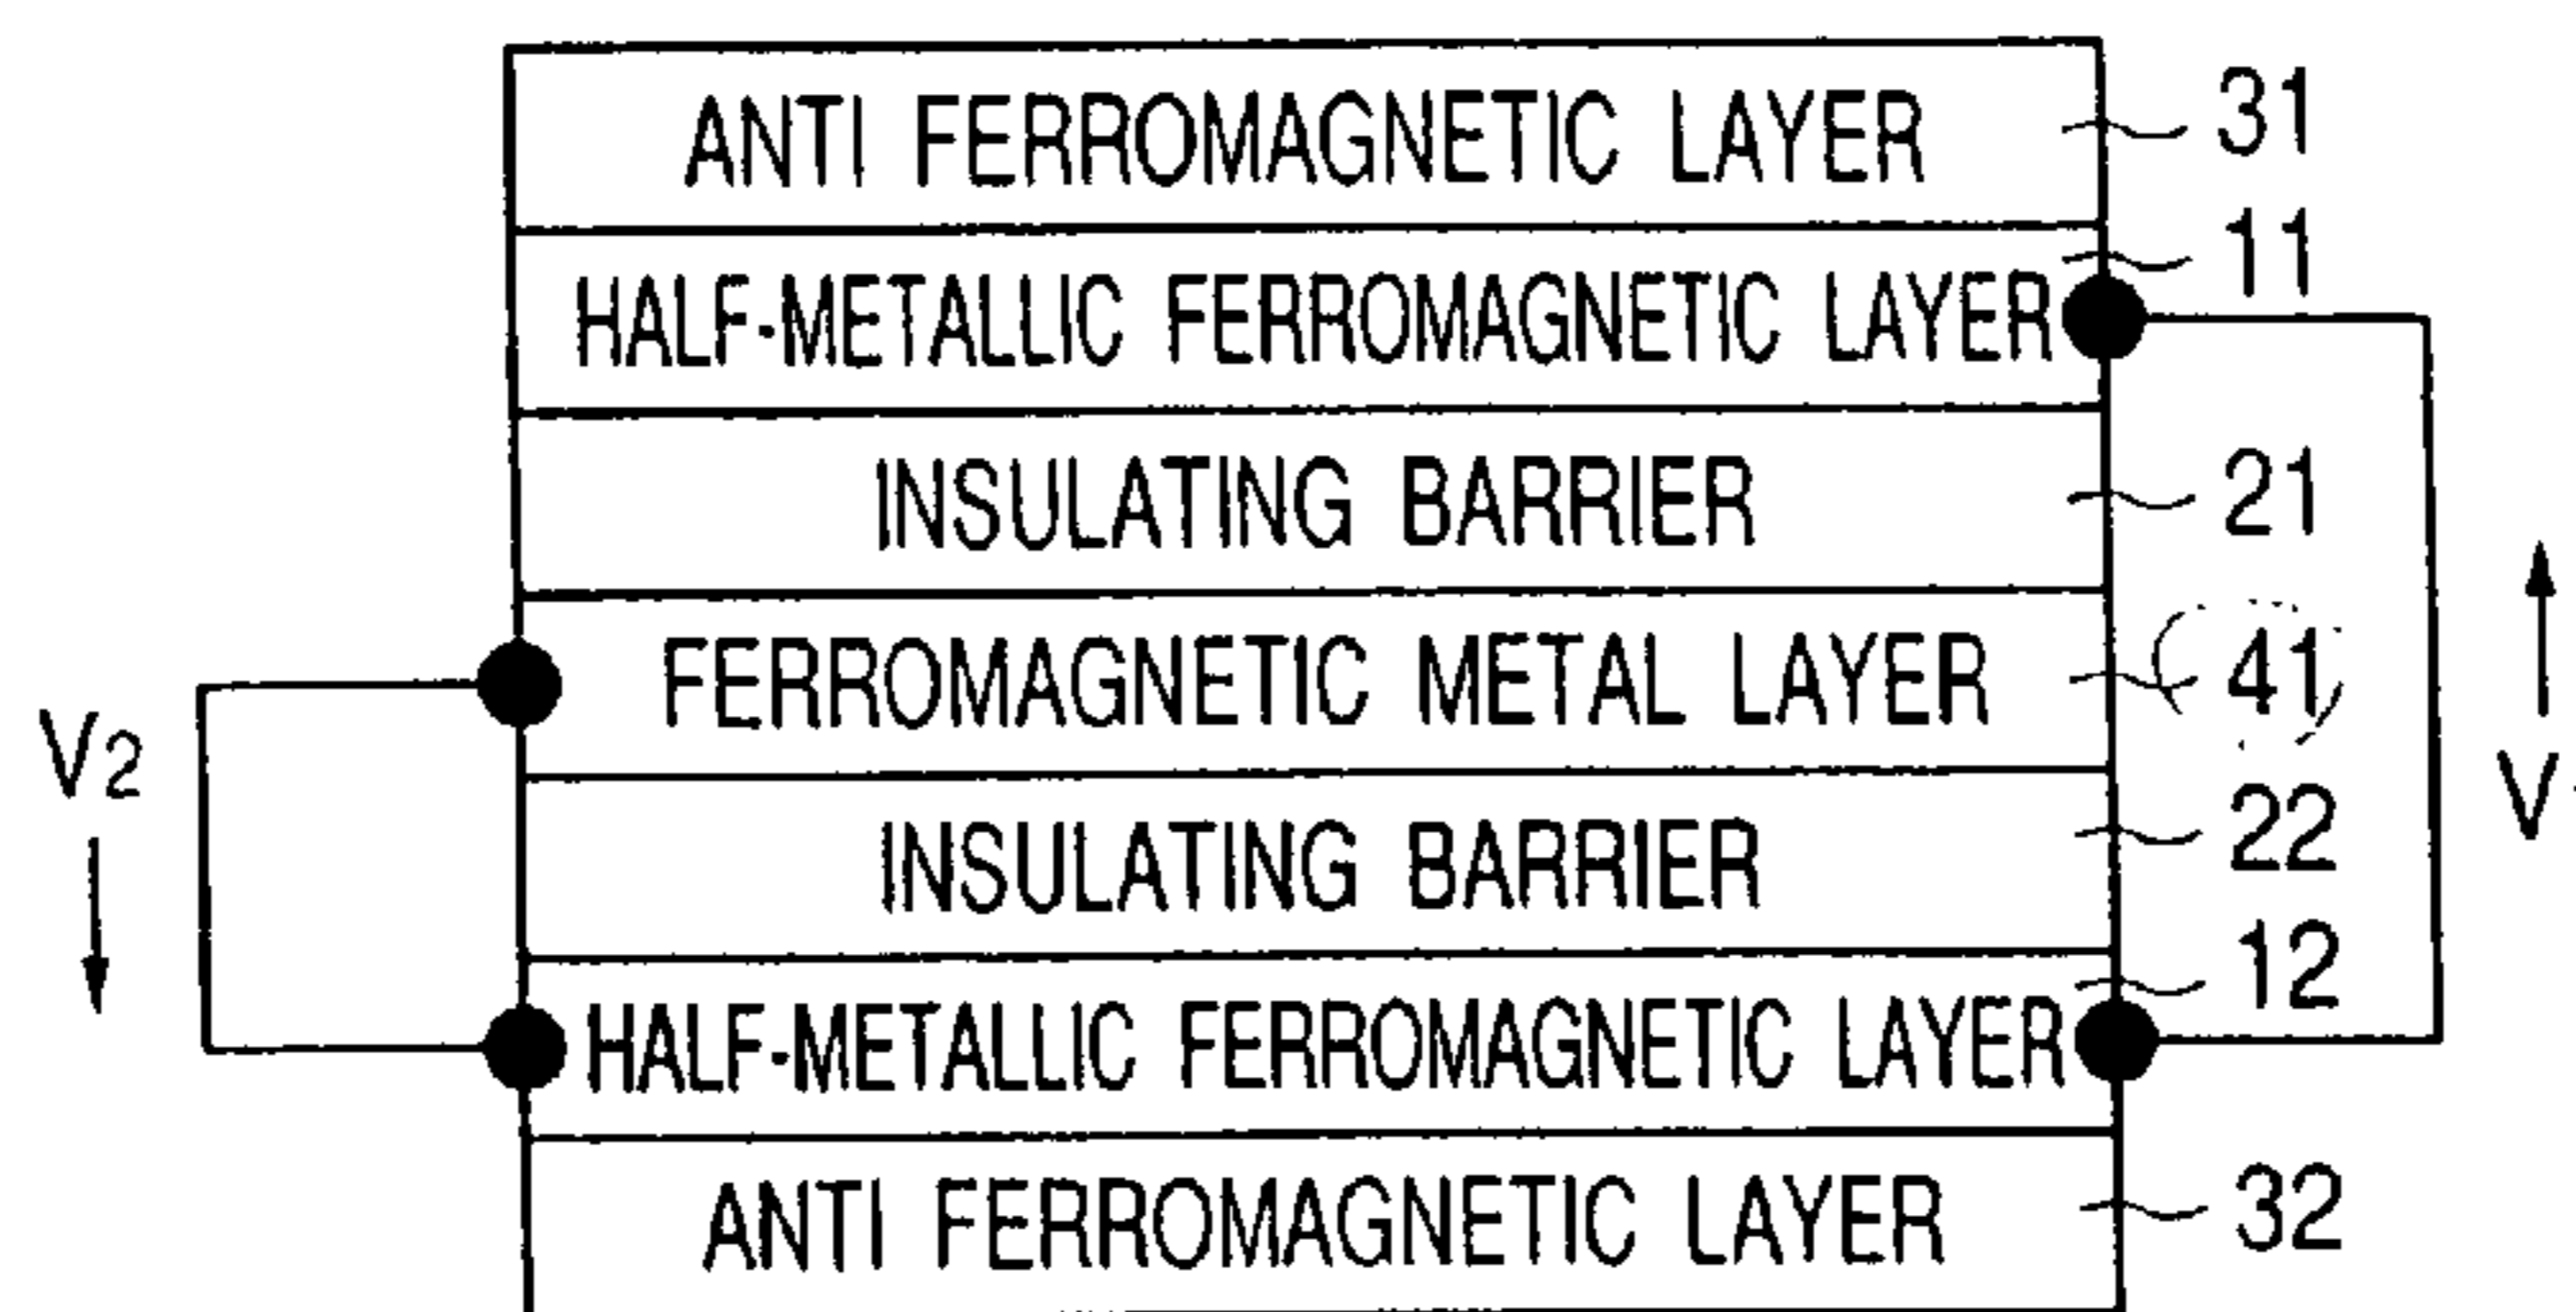 ANTI FERROMAGNETIC LAYER 31
HALF-METALLIC FERROMAGNETIC LAYER 11
INSULATING BARRIER 21
FERROMAGNETIC METAL LAYER 41
V2
INSULATING BARRIER 22
V
HALF-METALLIC FERROMAGNETIC LAYER 12
ANTI FERROMAGNETIC LAYER 32